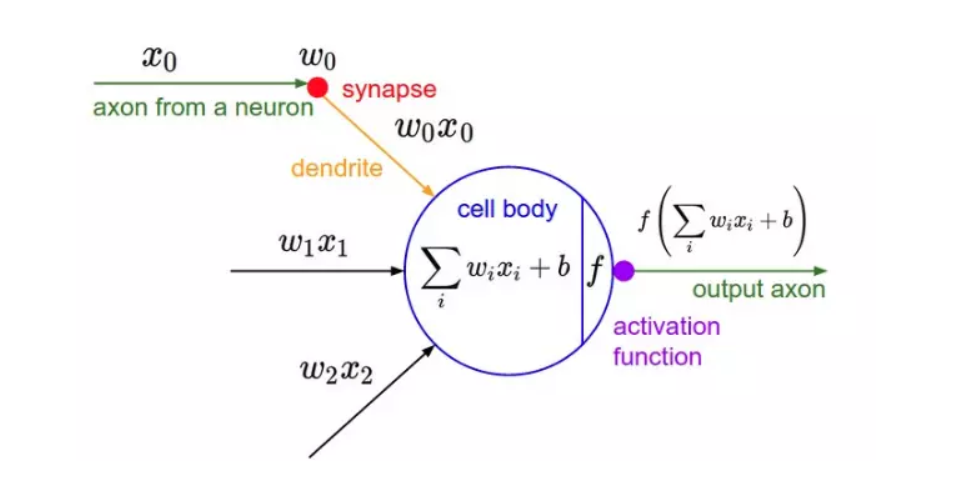 x₀
w₀
axon from a neuron
synapse
w₀x₀
dendrite
cell body
w₁x₁
∑ᵢ wᵢxᵢ + b
f
f(∑ᵢ wᵢxᵢ + b)
output axon
activation
function
w₂x₂